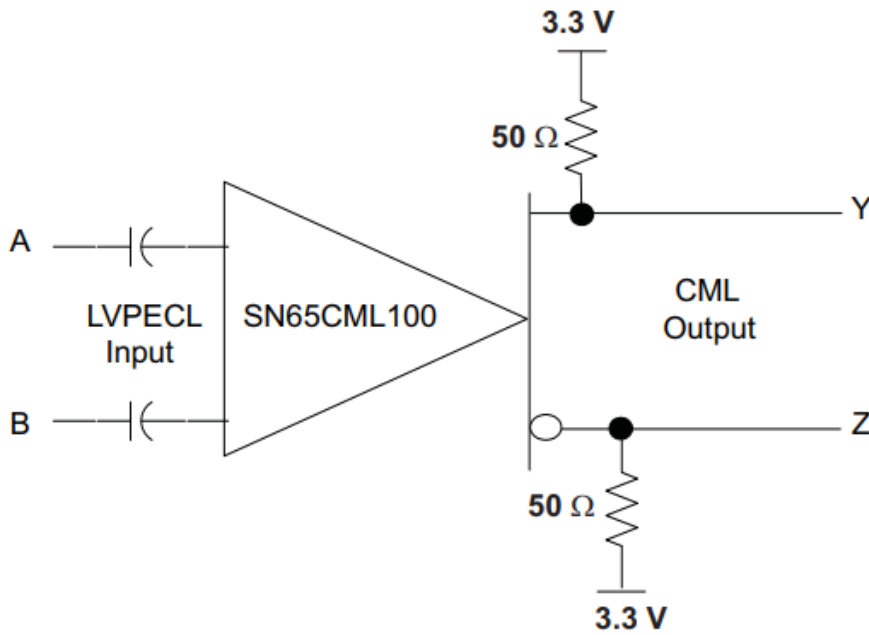 3.3 V
50 Ω
A
Y
LVPECL
Input
SN65CML100
CML
Output
B
Z
50 Ω
3.3 V